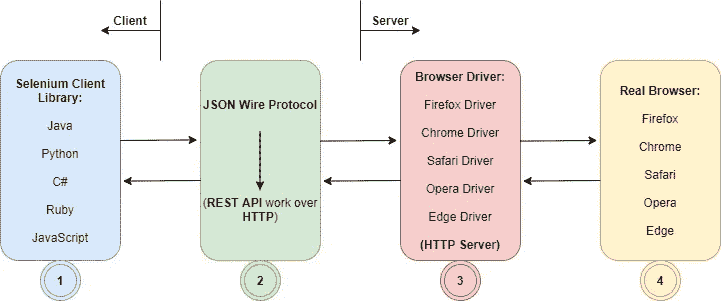 Client
Server
Selenium Client
Library:
Java
Python
C#
Ruby
JavaScript
1
JSON Wire Protocol
(REST API work over
HTTP)
2
Browser Driver:
Firefox Driver
Chrome Driver
Safari Driver
Opera Driver
Edge Driver
(HTTP Server)
3
Real Browser:
Firefox
Chrome
Safari
Opera
Edge
4